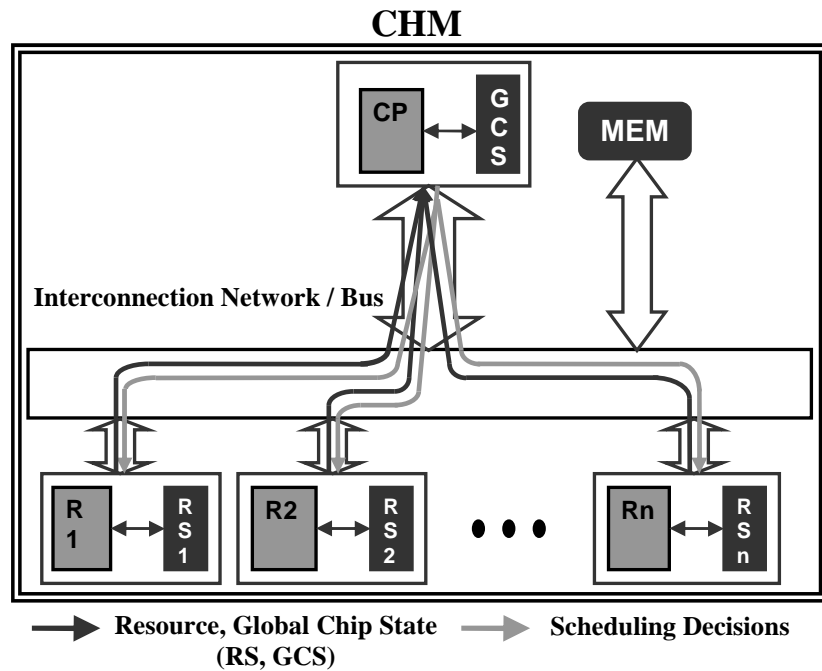 CHM
CP
G
C
S
MEM
Interconnection Network / Bus
R
1
R
S
1
R2
R
S
2
Rn
R
S
n
Resource, Global Chip State
(RS, GCS)
Scheduling Decisions